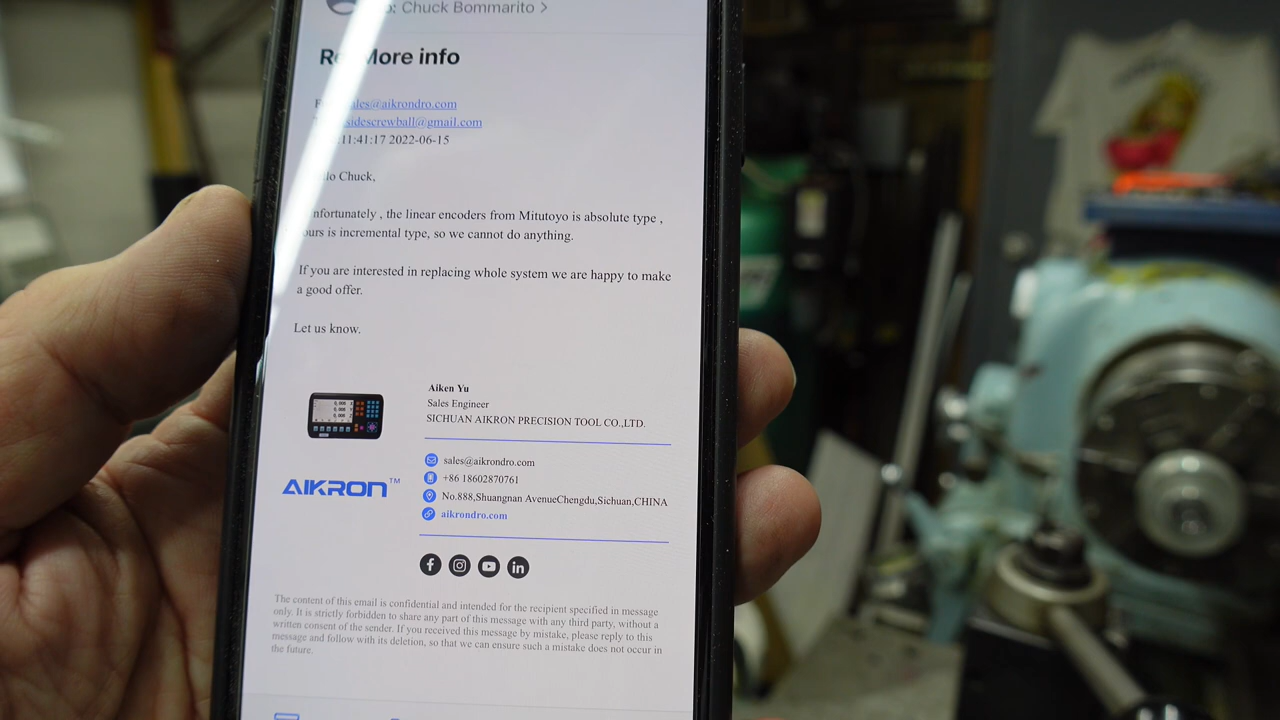 : Chuck Bommarito >
More info
ales@aikrondro.com
sidescrewball@gmail.com
11:41:17 2022-06-15
lo Chuck,
nfortunately , the linear encoders from Mitutoyo is absolute type ,
ours is incremental type, so we cannot do anything.
If you are interested in replacing whole system we are happy to make
a good offer.
Let us know.
Aiken Yu
Sales Engineer
SICHUAN AIKRON PRECISION TOOL CO.,LTD.
sales@aikrondro.com
+86 18602870761
AIKRON™
No.888,Shuangnan AvenueChengdu,Sichuan,CHINA
aikrondro.com
The content of this email is confidential and intended for the recipient specified in message
only. It is strictly forbidden to share any part of this message with any third party, without a
written consent of the sender. If you received this message by mistake, please reply to this
message and follow with its deletion, so that we can ensure such a mistake does not occur in
the future.